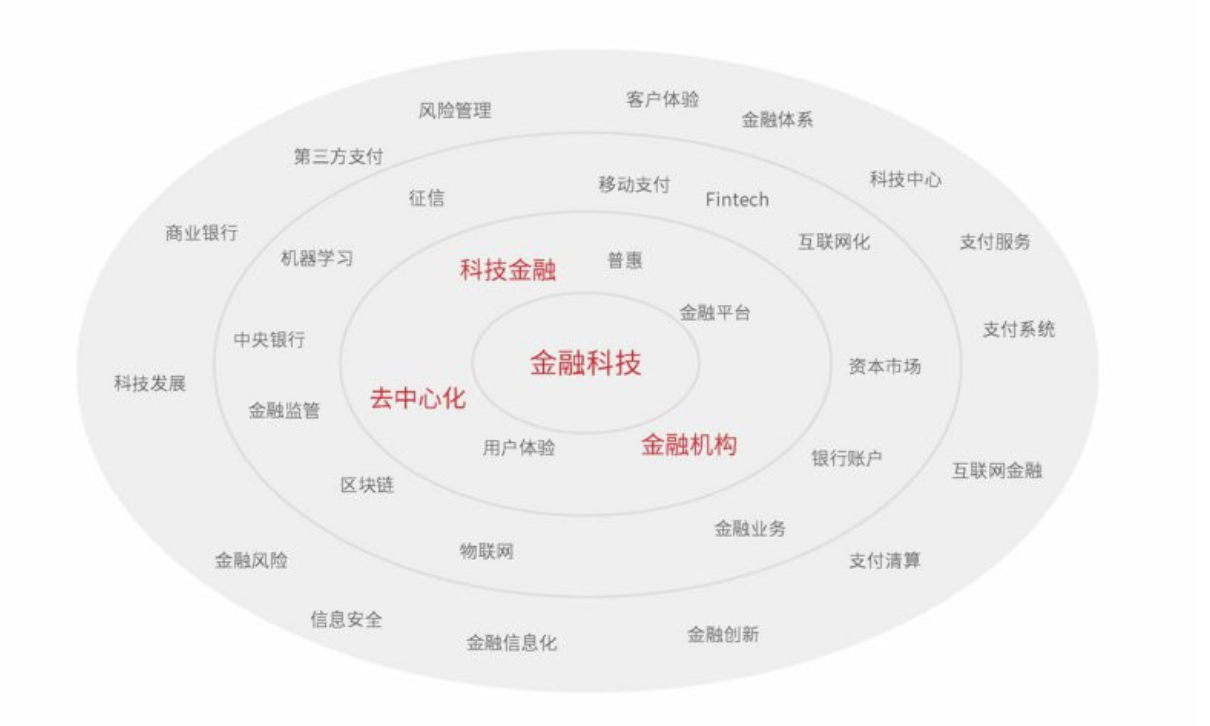 客户体验
风险管理
金融体系
第三方支付
科技中心
移动支付
征信
Fintech
商业银行
互联网化
支付服务
机器学习
普惠
科技金融
金融平台
支付系统
中央银行
金融科技
资本市场
科技发展
去中心化
金融监管
金融机构
用户体验
银行账户
互联网金融
区块链
金融业务
物联网
金融风险
支付清算
信息安全
金融创新
金融信息化